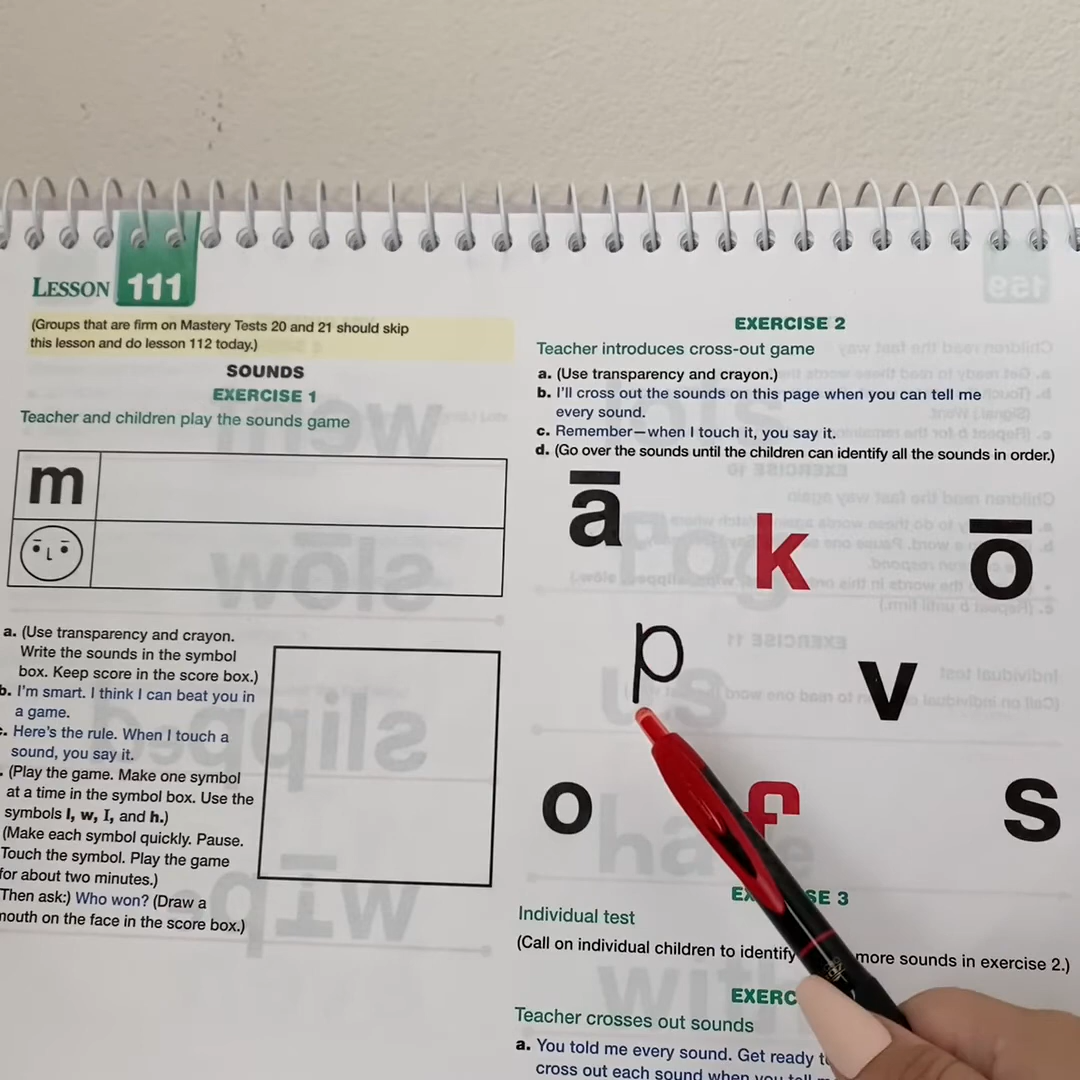 LESSON 111
(Groups that are firm on Mastery Tests 20 and 21 should skip
this lesson and do lesson 112 today.)
SOUNDS
EXERCISE 1
Teacher and children play the sounds game
m
a. (Use transparency and crayon.
Write the sounds in the symbol
box. Keep score in the score box.)
b. I'm smart. I think I can beat you in
a game.
Here's the rule. When I touch a
sound, you say it.
(Play the game. Make one symbol
at a time in the symbol box. Use the
symbols l, w, I, and h.)
(Make each symbol quickly. Pause.
Touch the symbol. Play the game
for about two minutes.)
Then ask:) Who won? (Draw a
mouth on the face in the score box.)
EXERCISE 2
Teacher introduces cross-out game
a. (Use transparency and crayon.)
b. I'll cross out the sounds on this page when you can tell me
every sound.
c. Remember—when I touch it, you say it.
d. (Go over the sounds until the children can identify all the sounds in order.)
ā
k
ō
p
v
o
f
s
EXERCISE 3
Individual test
(Call on individual children to identify more sounds in exercise 2.)
Teacher crosses out sounds
a. You told me every sound. Get ready
cross out each sound when you tell